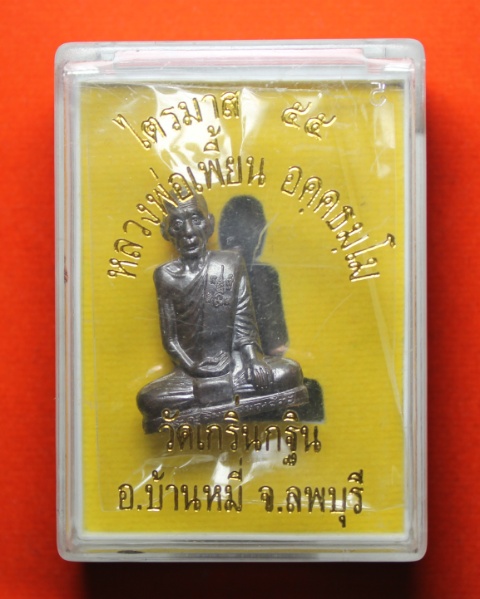 ไตรมาส ๕๕
หลวงพ่อเพี้ยน อคฺคธมฺโม
วัดเกริ่นกฐิน
อ.บ้านหมี่ จ.ลพบุรี